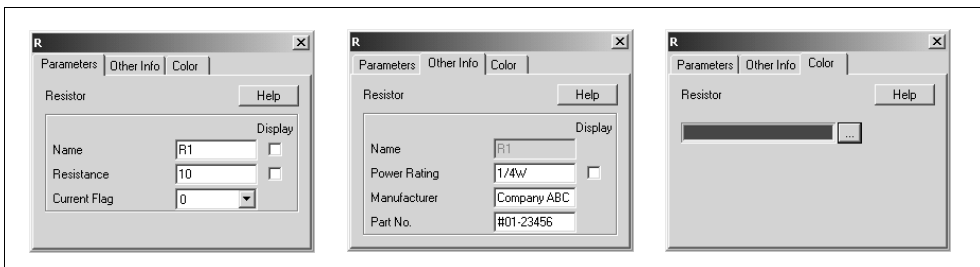 R
Parameters Other Info Color
Resistor Help
Display
Name R1
Resistance 10
Current Flag 0
R
Parameters Other Info Color
Resistor Help
Display
Name R1
Power Rating 1/4W
Manufacturer Company ABC
Part No. #01-23456
R
Parameters Other Info Color
Resistor Help
...